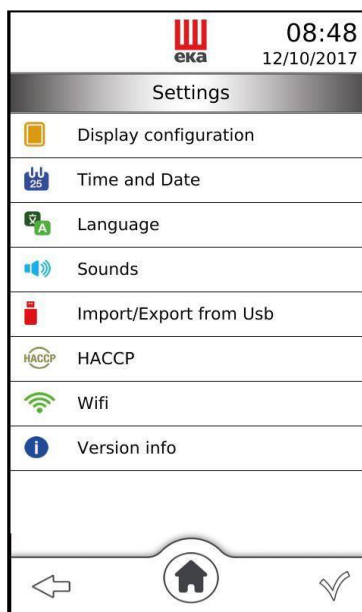 eka
08:48
12/10/2017
Settings
Display configuration
25
Time and Date
文
A
Language
Sounds
Import/Export from Usb
HACCP
HACCP
Wifi
i
Version info